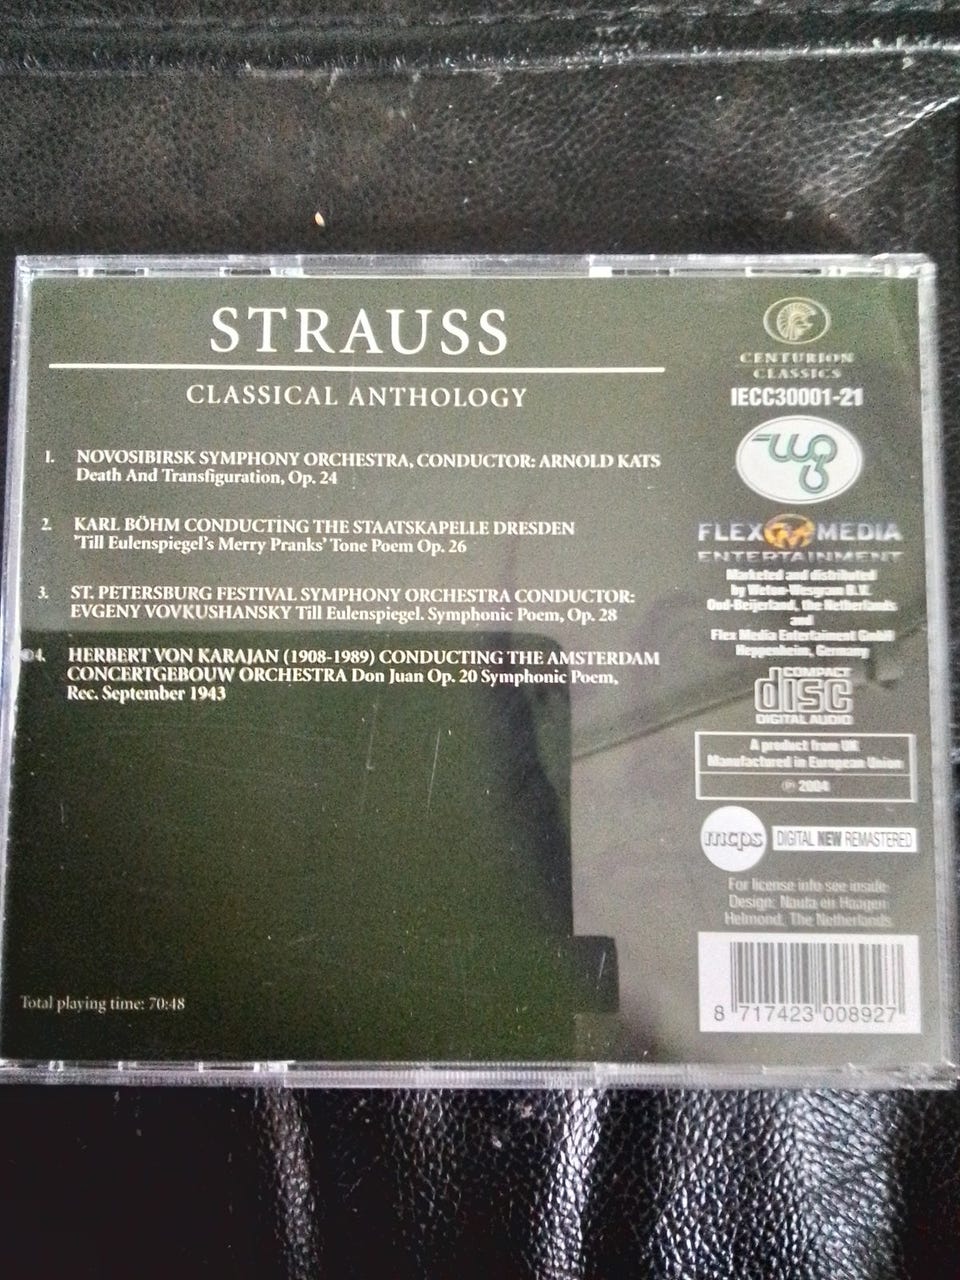 STRAUSS
CLASSICAL ANTHOLOGY
1. NOVOSIBIRSK SYMPHONY ORCHESTRA, CONDUCTOR: ARNOLD KATS
Death And Transfiguration, Op. 24
2. KARL BÖHM CONDUCTING THE STAATSKAPELLE DRESDEN
'Till Eulenspiegel's Merry Pranks' Tone Poem Op. 26
3. ST. PETERSBURG FESTIVAL SYMPHONY ORCHESTRA CONDUCTOR:
EVGENY VOVKUSHANSKY Till Eulenspiegel. Symphonic Poem, Op. 28
4. HERBERT VON KARAJAN (1908-1989) CONDUCTING THE AMSTERDAM
CONCERTGEBOUW ORCHESTRA Don Juan Op. 20 Symphonic Poem,
Rec. September 1943
Total playing time: 70:48
CENTURION
CLASSICS
IECC30001-21
wg
FLEX M MEDIA
ENTERTAINMENT
Marketed and distributed
by Weton-Wesgram B.V.
Oud-Beijerland, the Netherlands
and
Flex Media Entertaiment GmbH
Heppenheim, Germany
COMPACT
disc
DIGITAL AUDIO
A product from UK
Manufactured in European Union
℗ 2004
mcps DIGITAL NEW REMASTERED
For license info see inside
Design: Nauta en Haagen
Helmond, The Netherlands
8 717423 008927